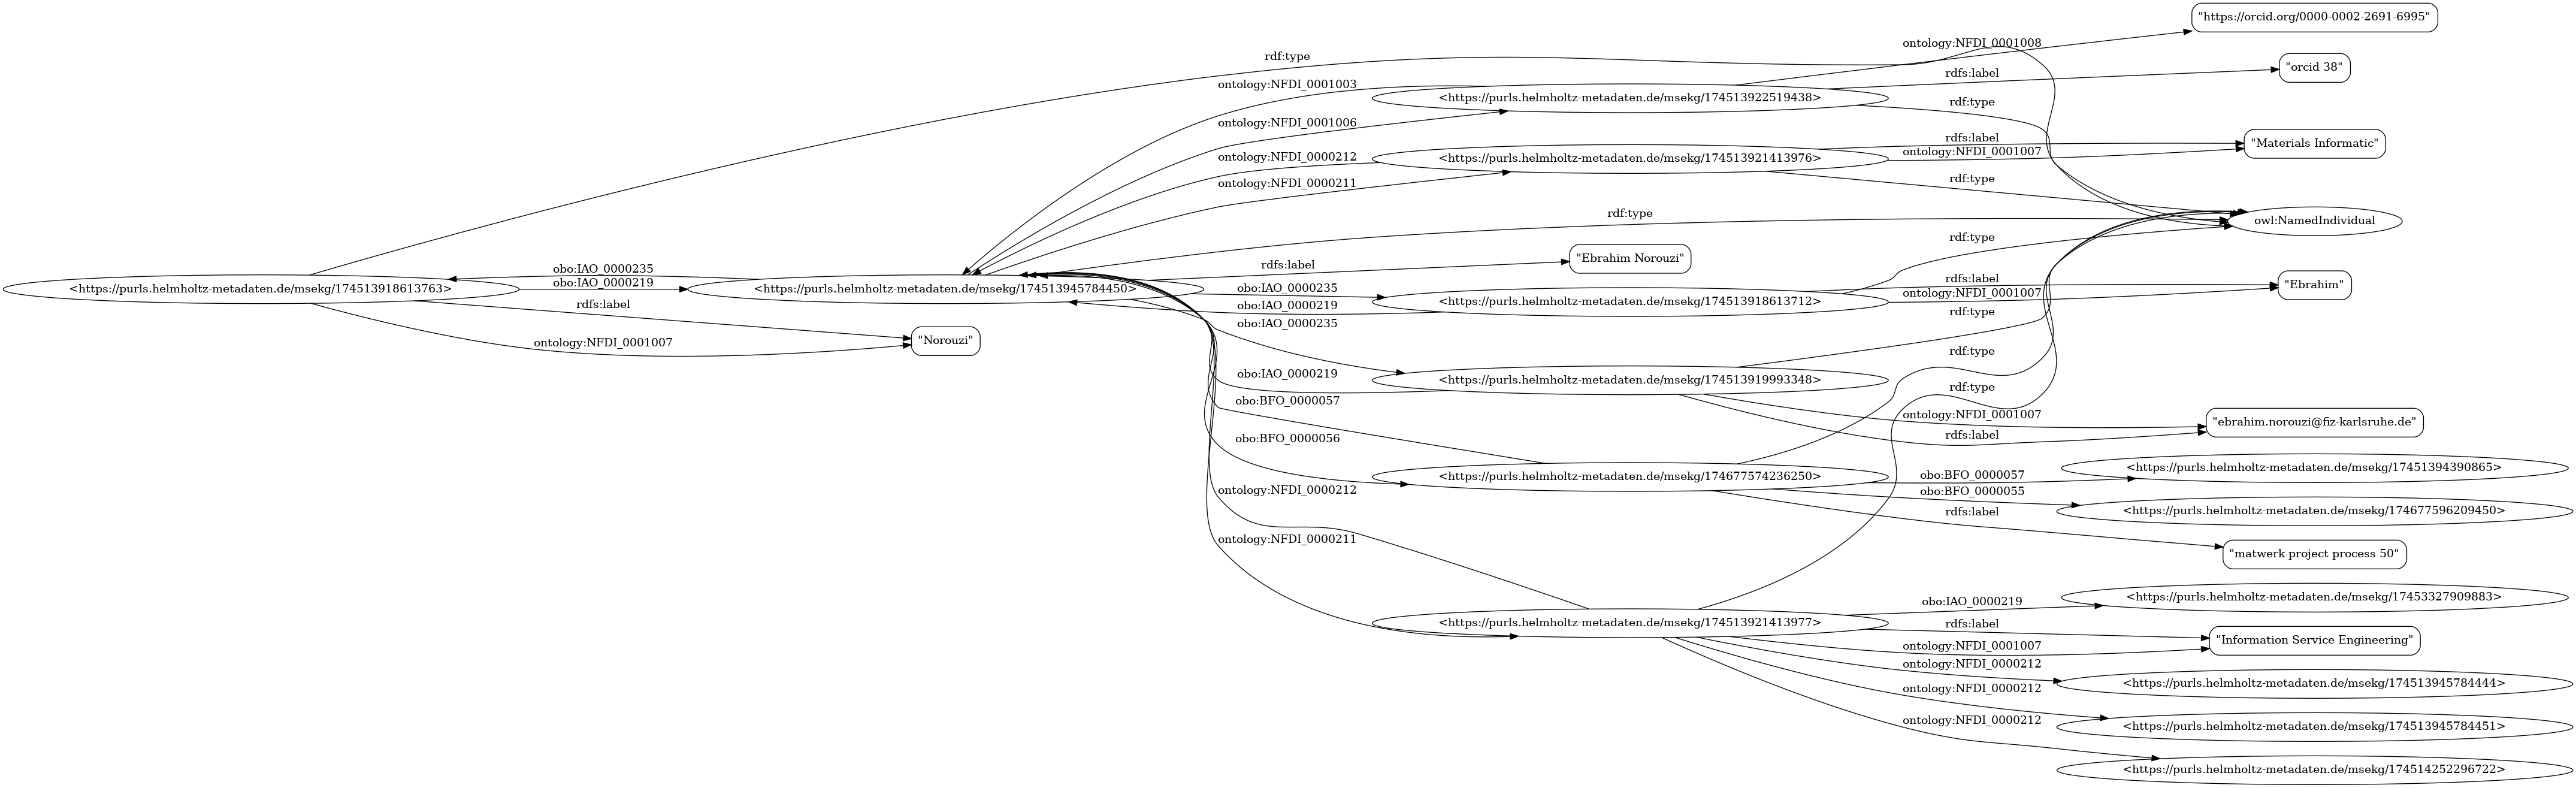 "https://orcid.org/0000-0002-2691-6995"
ontology:NFDI_0001008
rdf:type
"orcid 38"
rdfs:label
ontology:NFDI_0001003
<https://purls.helmholtz-metadaten.de/msekg/174513922519438>
rdf:type
ontology:NFDI_0001006
rdfs:label
"Materials Informatic"
ontology:NFDI_0001007
ontology:NFDI_0000212
<https://purls.helmholtz-metadaten.de/msekg/174513921413976>
rdf:type
ontology:NFDI_0000211
rdf:type
owl:NamedIndividual
rdf:type
"Ebrahim Norouzi"
rdfs:label
obo:IAO_0000235
obo:IAO_0000219
<https://purls.helmholtz-metadaten.de/msekg/174513918613763>
<https://purls.helmholtz-metadaten.de/msekg/174513945784450>
rdfs:label
ontology:NFDI_0001007
"Norouzi"
obo:IAO_0000235
obo:IAO_0000219
<https://purls.helmholtz-metadaten.de/msekg/174513918613712>
rdfs:label
ontology:NFDI_0001007
"Ebrahim"
obo:IAO_0000235
rdf:type
obo:IAO_0000219
<https://purls.helmholtz-metadaten.de/msekg/174513919993348>
rdf:type
rdf:type
obo:BFO_0000057
ontology:NFDI_0001007
rdfs:label
"ebrahim.norouzi@fiz-karlsruhe.de"
obo:BFO_0000056
<https://purls.helmholtz-metadaten.de/msekg/174677574236250>
obo:BFO_0000057
<https://purls.helmholtz-metadaten.de/msekg/17451394390865>
obo:BFO_0000055
<https://purls.helmholtz-metadaten.de/msekg/174677596209450>
rdfs:label
"matwerk project process 50"
ontology:NFDI_0000212
ontology:NFDI_0000211
<https://purls.helmholtz-metadaten.de/msekg/174513921413977>
obo:IAO_0000219
<https://purls.helmholtz-metadaten.de/msekg/17453327909883>
rdfs:label
ontology:NFDI_0001007
"Information Service Engineering"
ontology:NFDI_0000212
<https://purls.helmholtz-metadaten.de/msekg/174513945784444>
ontology:NFDI_0000212
<https://purls.helmholtz-metadaten.de/msekg/174513945784451>
ontology:NFDI_0000212
<https://purls.helmholtz-metadaten.de/msekg/174514252296722>